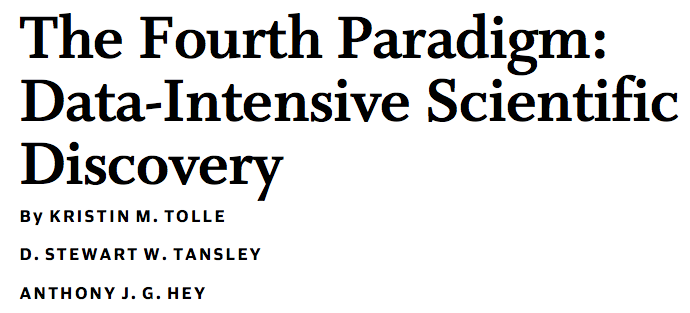 The Fourth Paradigm:
Data-Intensive Scientific
Discovery
By KRISTIN M. TOLLE
D. STEWART W. TANSLEY
ANTHONY J. G. HEY